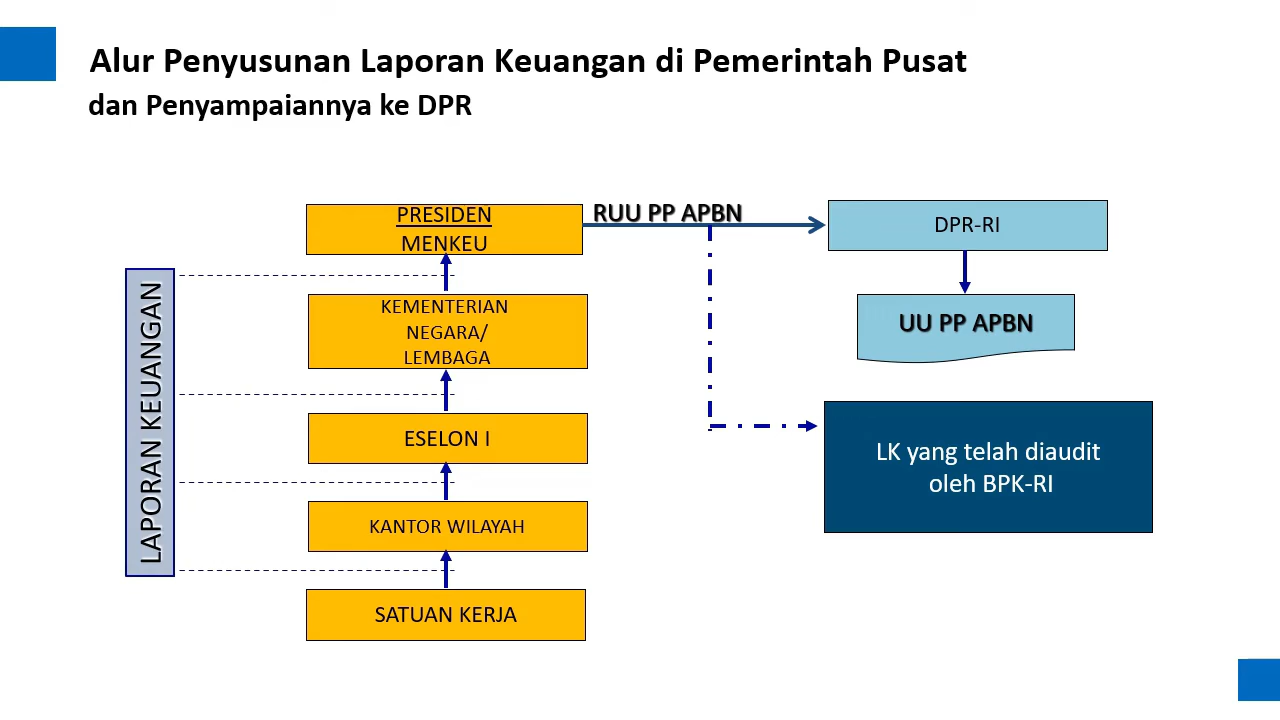 Alur Penyusunan Laporan Keuangan di Pemerintah Pusat
dan Penyampaiannya ke DPR
PRESIDEN
MENKEU
RUU PP APBN
DPR-RI
LAPORAN KEUANGAN
KEMENTERIAN
NEGARA/
LEMBAGA
UU PP APBN
ESELON I
LK yang telah diaudit
oleh BPK-RI
KANTOR WILAYAH
SATUAN KERJA